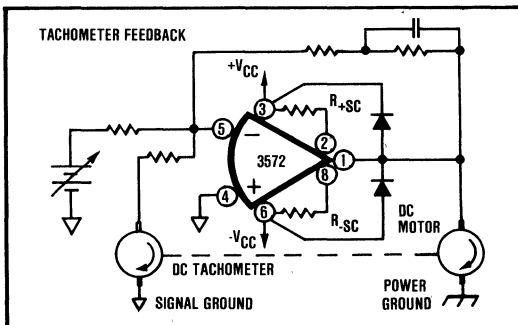 TACHOMETER FEEDBACK
+VCC
R+SC
3
5
−
2
3572
1
+
8
4
6
R-SC
-VCC
DC
MOTOR
DC TACHOMETER
SIGNAL GROUND
POWER
GROUND